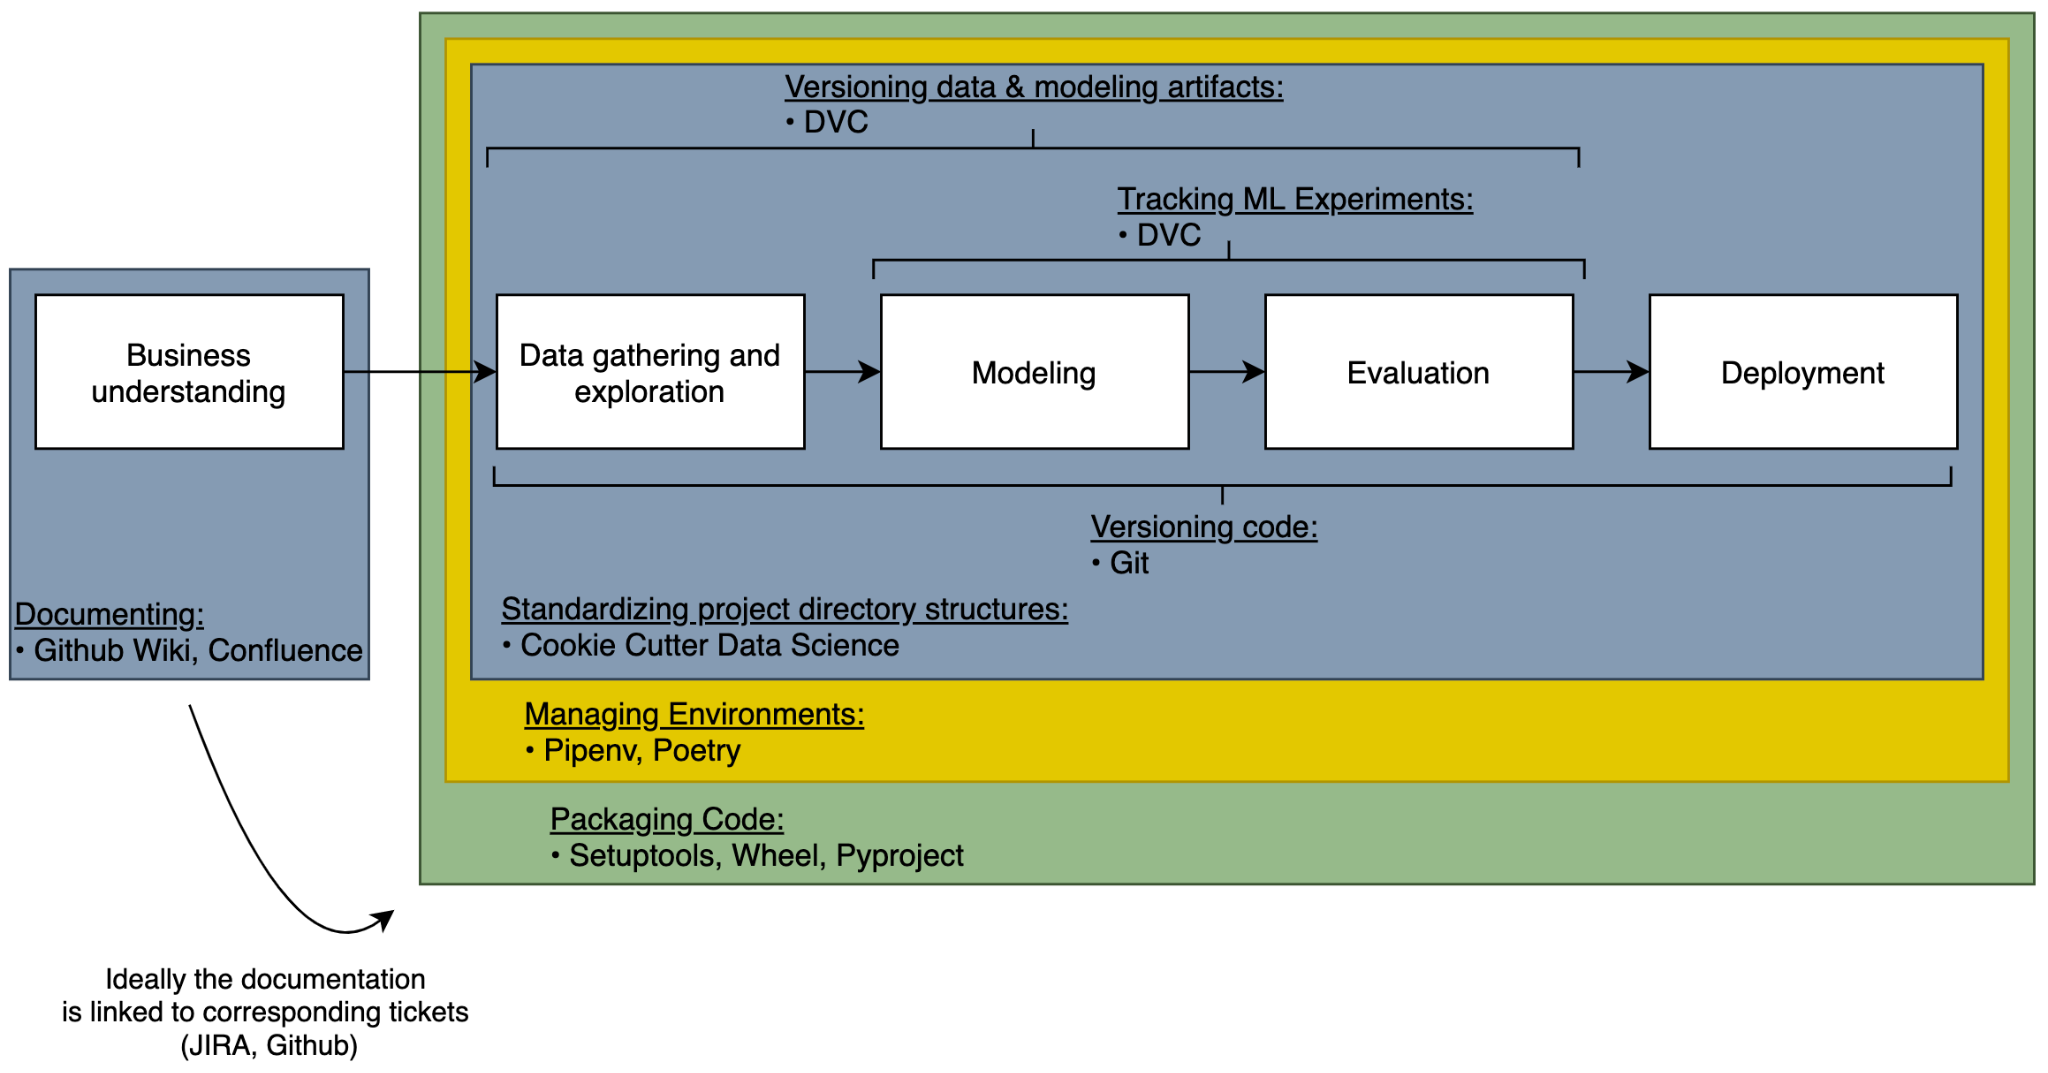 Versioning data & modeling artifacts:
• DVC
Tracking ML Experiments:
• DVC
Business
understanding
Data gathering and
exploration
Modeling
Evaluation
Deployment
Versioning code:
• Git
Documenting:
• Github Wiki, Confluence
Standardizing project directory structures:
• Cookie Cutter Data Science
Managing Environments:
• Pipenv, Poetry
Packaging Code:
• Setuptools, Wheel, Pyproject
Ideally the documentation
is linked to corresponding tickets
(JIRA, Github)